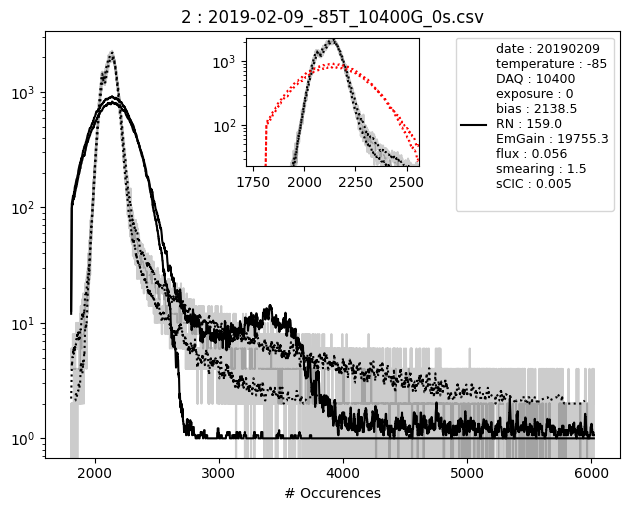 2 : 2019-02-09_-85T_10400G_0s.csv
10³
10²
10¹
10⁰
2000 3000 4000 5000 6000
# Occurences
10³
10²
1750 2000 2250 2500
date : 20190209
temperature : -85
DAQ : 10400
exposure : 0
bias : 2138.5
RN : 159.0
EmGain : 19755.3
flux : 0.056
smearing : 1.5
sCIC : 0.005